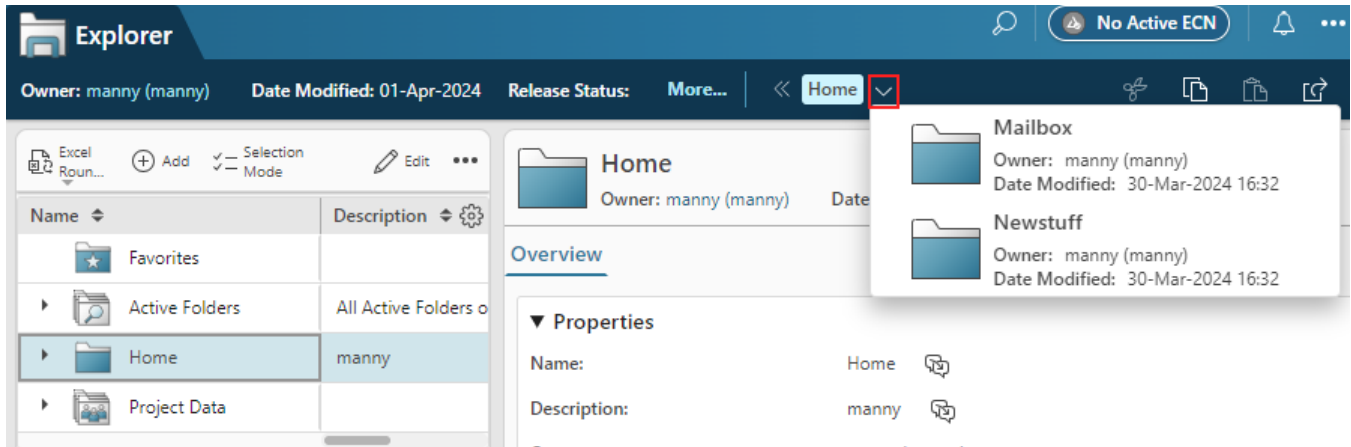 Explorer
No Active ECN
Owner: manny (manny) Date Modified: 01-Apr-2024 Release Status: More... Home
Mailbox
Owner: manny (manny)
Date Modified: 30-Mar-2024 16:32
Newstuff
Owner: manny (manny)
Date Modified: 30-Mar-2024 16:32
Excel
Roun...
Add
Selection
Mode
Edit
Name Description
Favorites
Active Folders All Active Folders o
Home manny
Project Data
Home
Owner: manny (manny) Date
Overview
Properties
Name: Home
Description: manny